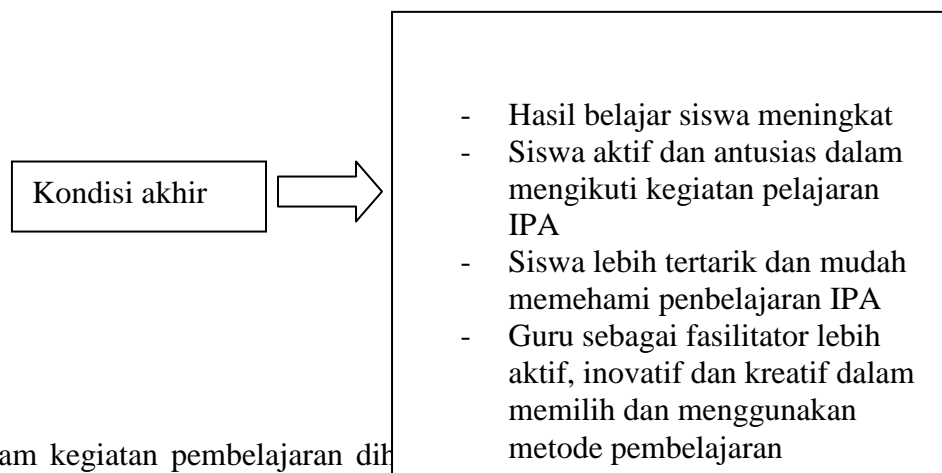 - Hasil belajar siswa meningkat
- Siswa aktif dan antusias dalam
mengikuti kegiatan pelajaran
IPA
- Siswa lebih tertarik dan mudah
memehami penbelajaran IPA
- Guru sebagai fasilitator lebih
aktif, inovatif dan kreatif dalam
memilih dan menggunakan
metode pembelajaran
Kondisi akhir
kegiatan pembelajaran